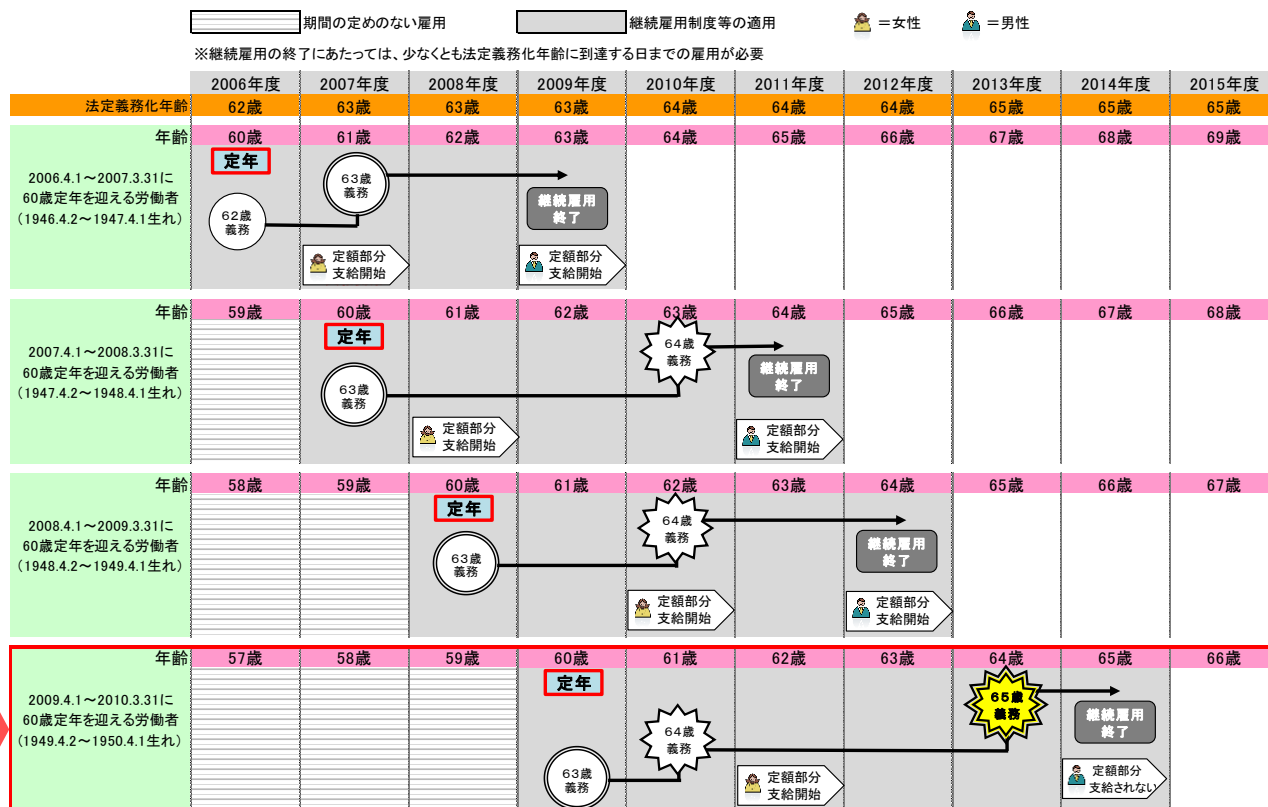 期間の定めのない雇用 継続雇用制度等の適用 =女性 =男性
※継続雇用の終了にあたっては、少なくとも法定義務化年齢に到達する日までの雇用が必要
2006年度 2007年度 2008年度 2009年度 2010年度 2011年度 2012年度 2013年度 2014年度 2015年度
法定義務化年齢 62歳 63歳 63歳 63歳 64歳 64歳 64歳 65歳 65歳 65歳
年齢 60歳 61歳 62歳 63歳 64歳 65歳 66歳 67歳 68歳 69歳
定年
2006.4.1～2007.3.31に
60歳定年を迎える労働者
(1946.4.2～1947.4.1生れ)
62歳
義務
63歳
義務
継続雇用
終了
定額部分
支給開始
定額部分
支給開始
年齢 59歳 60歳 61歳 62歳 63歳 64歳 65歳 66歳 67歳 68歳
定年
2007.4.1～2008.3.31に
60歳定年を迎える労働者
(1947.4.2～1948.4.1生れ)
63歳
義務
64歳
義務
継続雇用
終了
定額部分
支給開始
定額部分
支給開始
年齢 58歳 59歳 60歳 61歳 62歳 63歳 64歳 65歳 66歳 67歳
定年
2008.4.1～2009.3.31に
60歳定年を迎える労働者
(1948.4.2～1949.4.1生れ)
63歳
義務
64歳
義務
継続雇用
終了
定額部分
支給開始
定額部分
支給開始
年齢 57歳 58歳 59歳 60歳 61歳 62歳 63歳 64歳 65歳 66歳
定年
2009.4.1～2010.3.31に
60歳定年を迎える労働者
(1949.4.2～1950.4.1生れ)
63歳
義務
64歳
義務
65歳
義務
継続雇用
終了
定額部分
支給開始
定額部分
支給されない